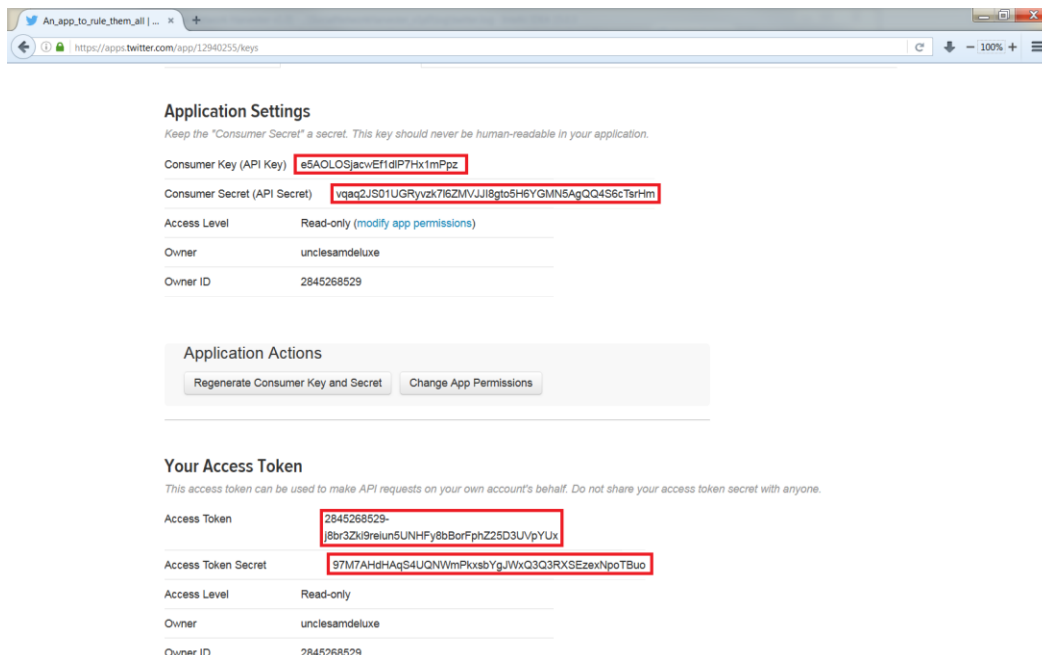 An_app_to_rule_them_all | ...
https://apps.twitter.com/app/12940255/keys
100%
Application Settings
Keep the "Consumer Secret" a secret. This key should never be human-readable in your application.
Consumer Key (API Key)
Consumer Secret (API Secret)
Access Level Read-only (modify app permissions)
Owner unclesamdeluxe
Owner ID 2845268529
Application Actions
Regenerate Consumer Key and Secret Change App Permissions
Your Access Token
This access token can be used to make API requests on your own account's behalf. Do not share your access token secret with anyone.
Access Token 2845268529-
j8br3Zki9reiun5UNHFy8bBorFphZ25D3UVpYUx
Access Token Secret 97M7AHdHAqS4UQNWmPkxsbYgJWxQ3Q3RXSEzexNpoTBuo
Access Level Read-only
Owner unclesamdeluxe
Owner ID 2845268529